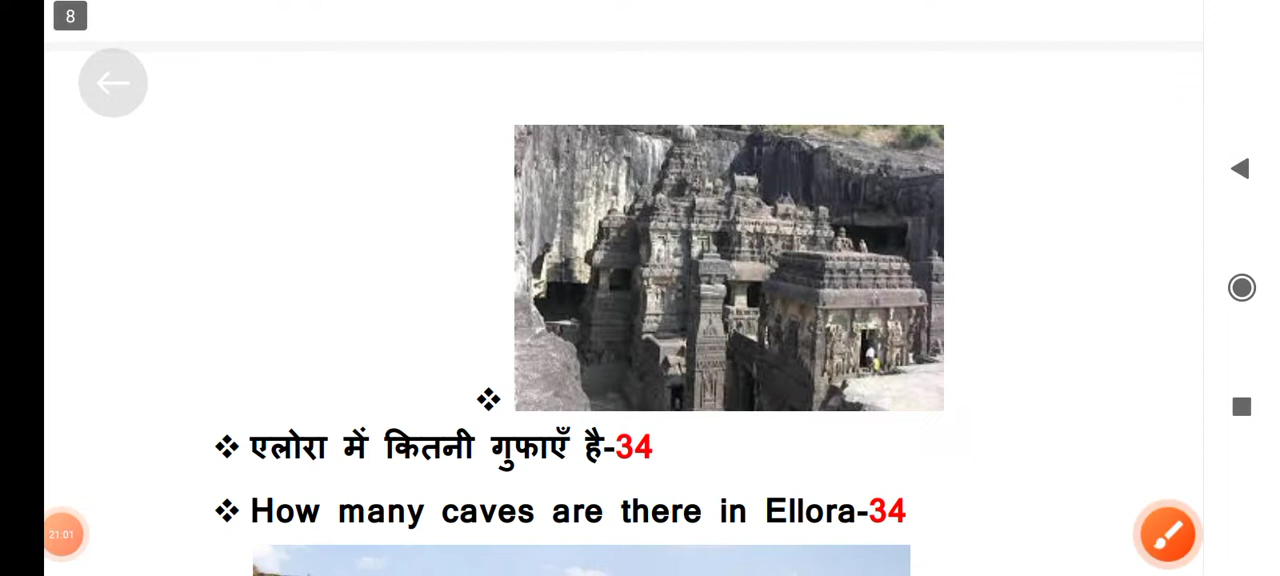 8
❖
❖ एलोरा में कितनी गुफाएँ है-34
❖ How many caves are there in Ellora-34
21:01